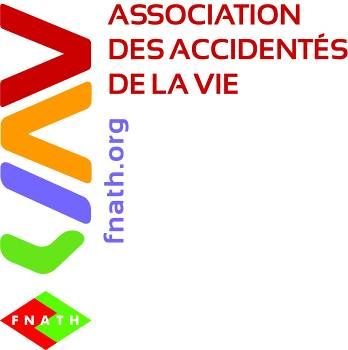 ASSOCIATION
DES ACCIDENTÉS
DE LA VIE
fnath.org
FNATH